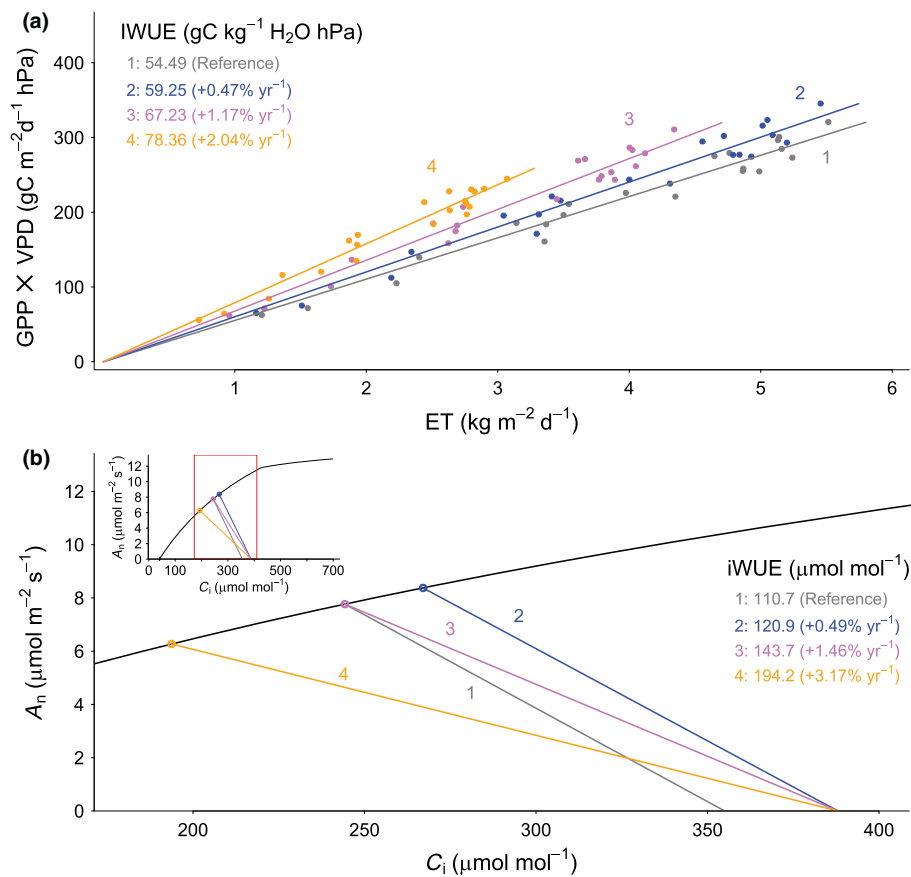 (a)
IWUE (gC kg⁻¹ H₂O hPa)
1: 54.49 (Reference)
2: 59.25 (+0.47% yr⁻¹)
3: 67.23 (+1.17% yr⁻¹)
4: 78.36 (+2.04% yr⁻¹)
400
300
200
100
0
GPP X VPD (gC m⁻²d⁻¹ hPa)
4
3
2
1
1 2 3 4 5 6
ET (kg m⁻² d⁻¹)
(b)
12
10
8
6
4
2
0
Aₙ (μmol m⁻² s⁻¹)
12
10
8
6
4
2
0
Aₙ (μmol m⁻² s⁻¹)
0 100 300 500 700
Cᵢ (μmol mol⁻¹)
iWUE (μmol mol⁻¹)
1: 110.7 (Reference)
2: 120.9 (+0.49% yr⁻¹)
3: 143.7 (+1.46% yr⁻¹)
4: 194.2 (+3.17% yr⁻¹)
2
3
4
1
200 250 300 350 400
Cᵢ (μmol mol⁻¹)